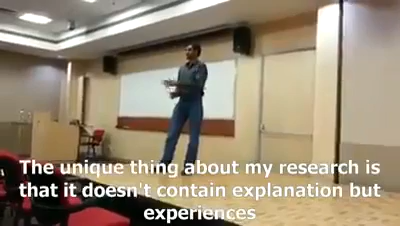 The unique thing about my research is
that it doesn't contain explanation but
experiences